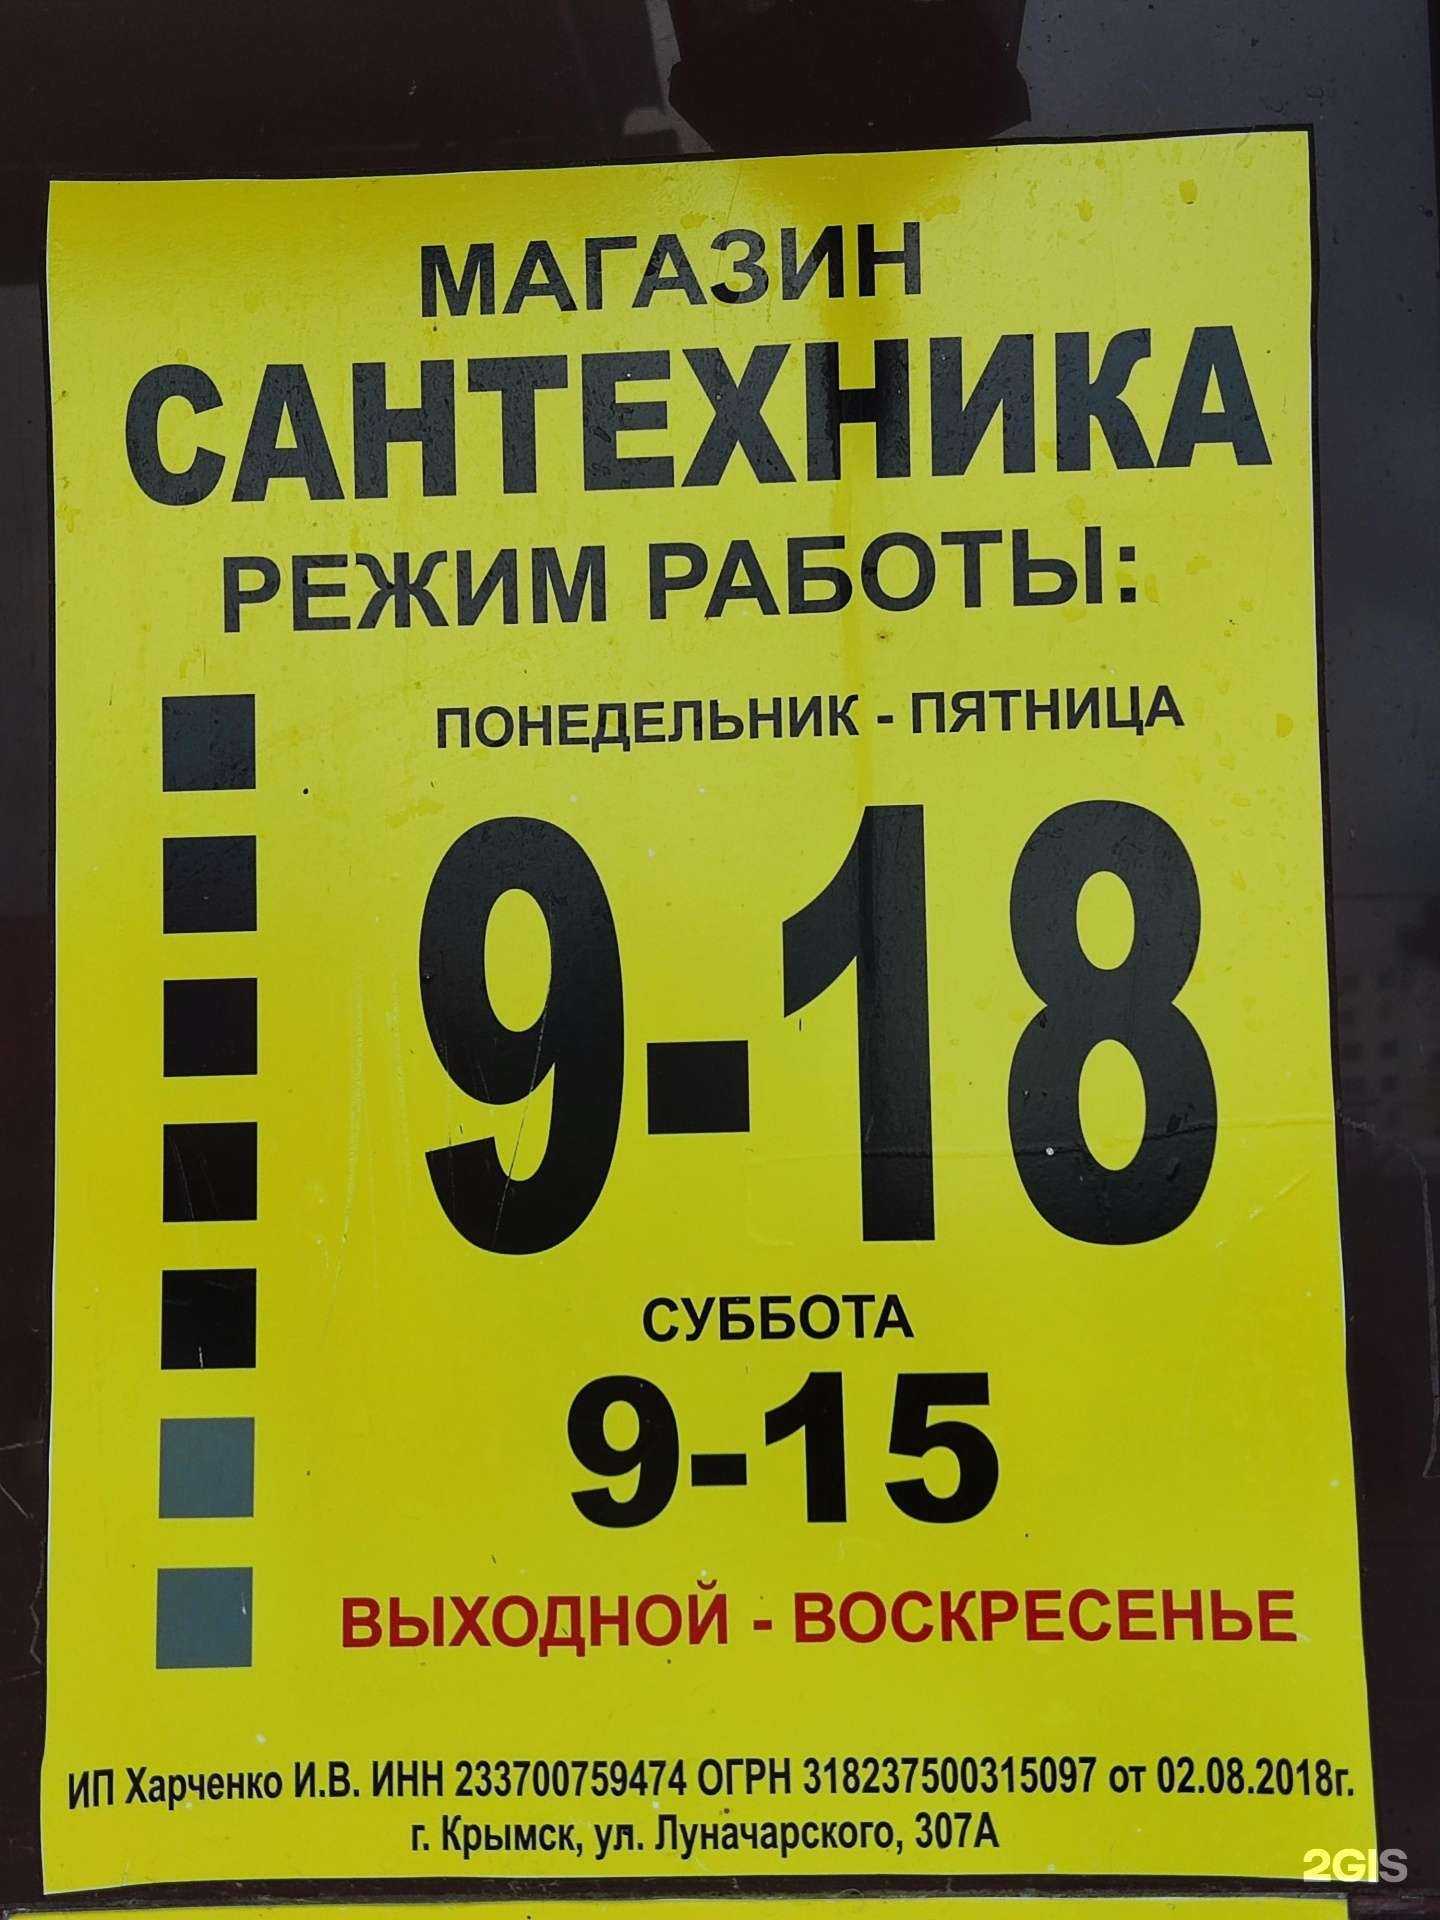 МАГАЗИН
САНТЕХНИКА
РЕЖИМ РАБОТЫ:
ПОНЕДЕЛЬНИК - ПЯТНИЦА
9-18
СУББОТА
9-15
ВЫХОДНОЙ - ВОСКРЕСЕНЬЕ
ИП Харченко И.В. ИНН 233700759474 ОГРН 318237500315097 от 02.08.2018г.
г. Крымск, ул. Луначарского, 307А
2GIS